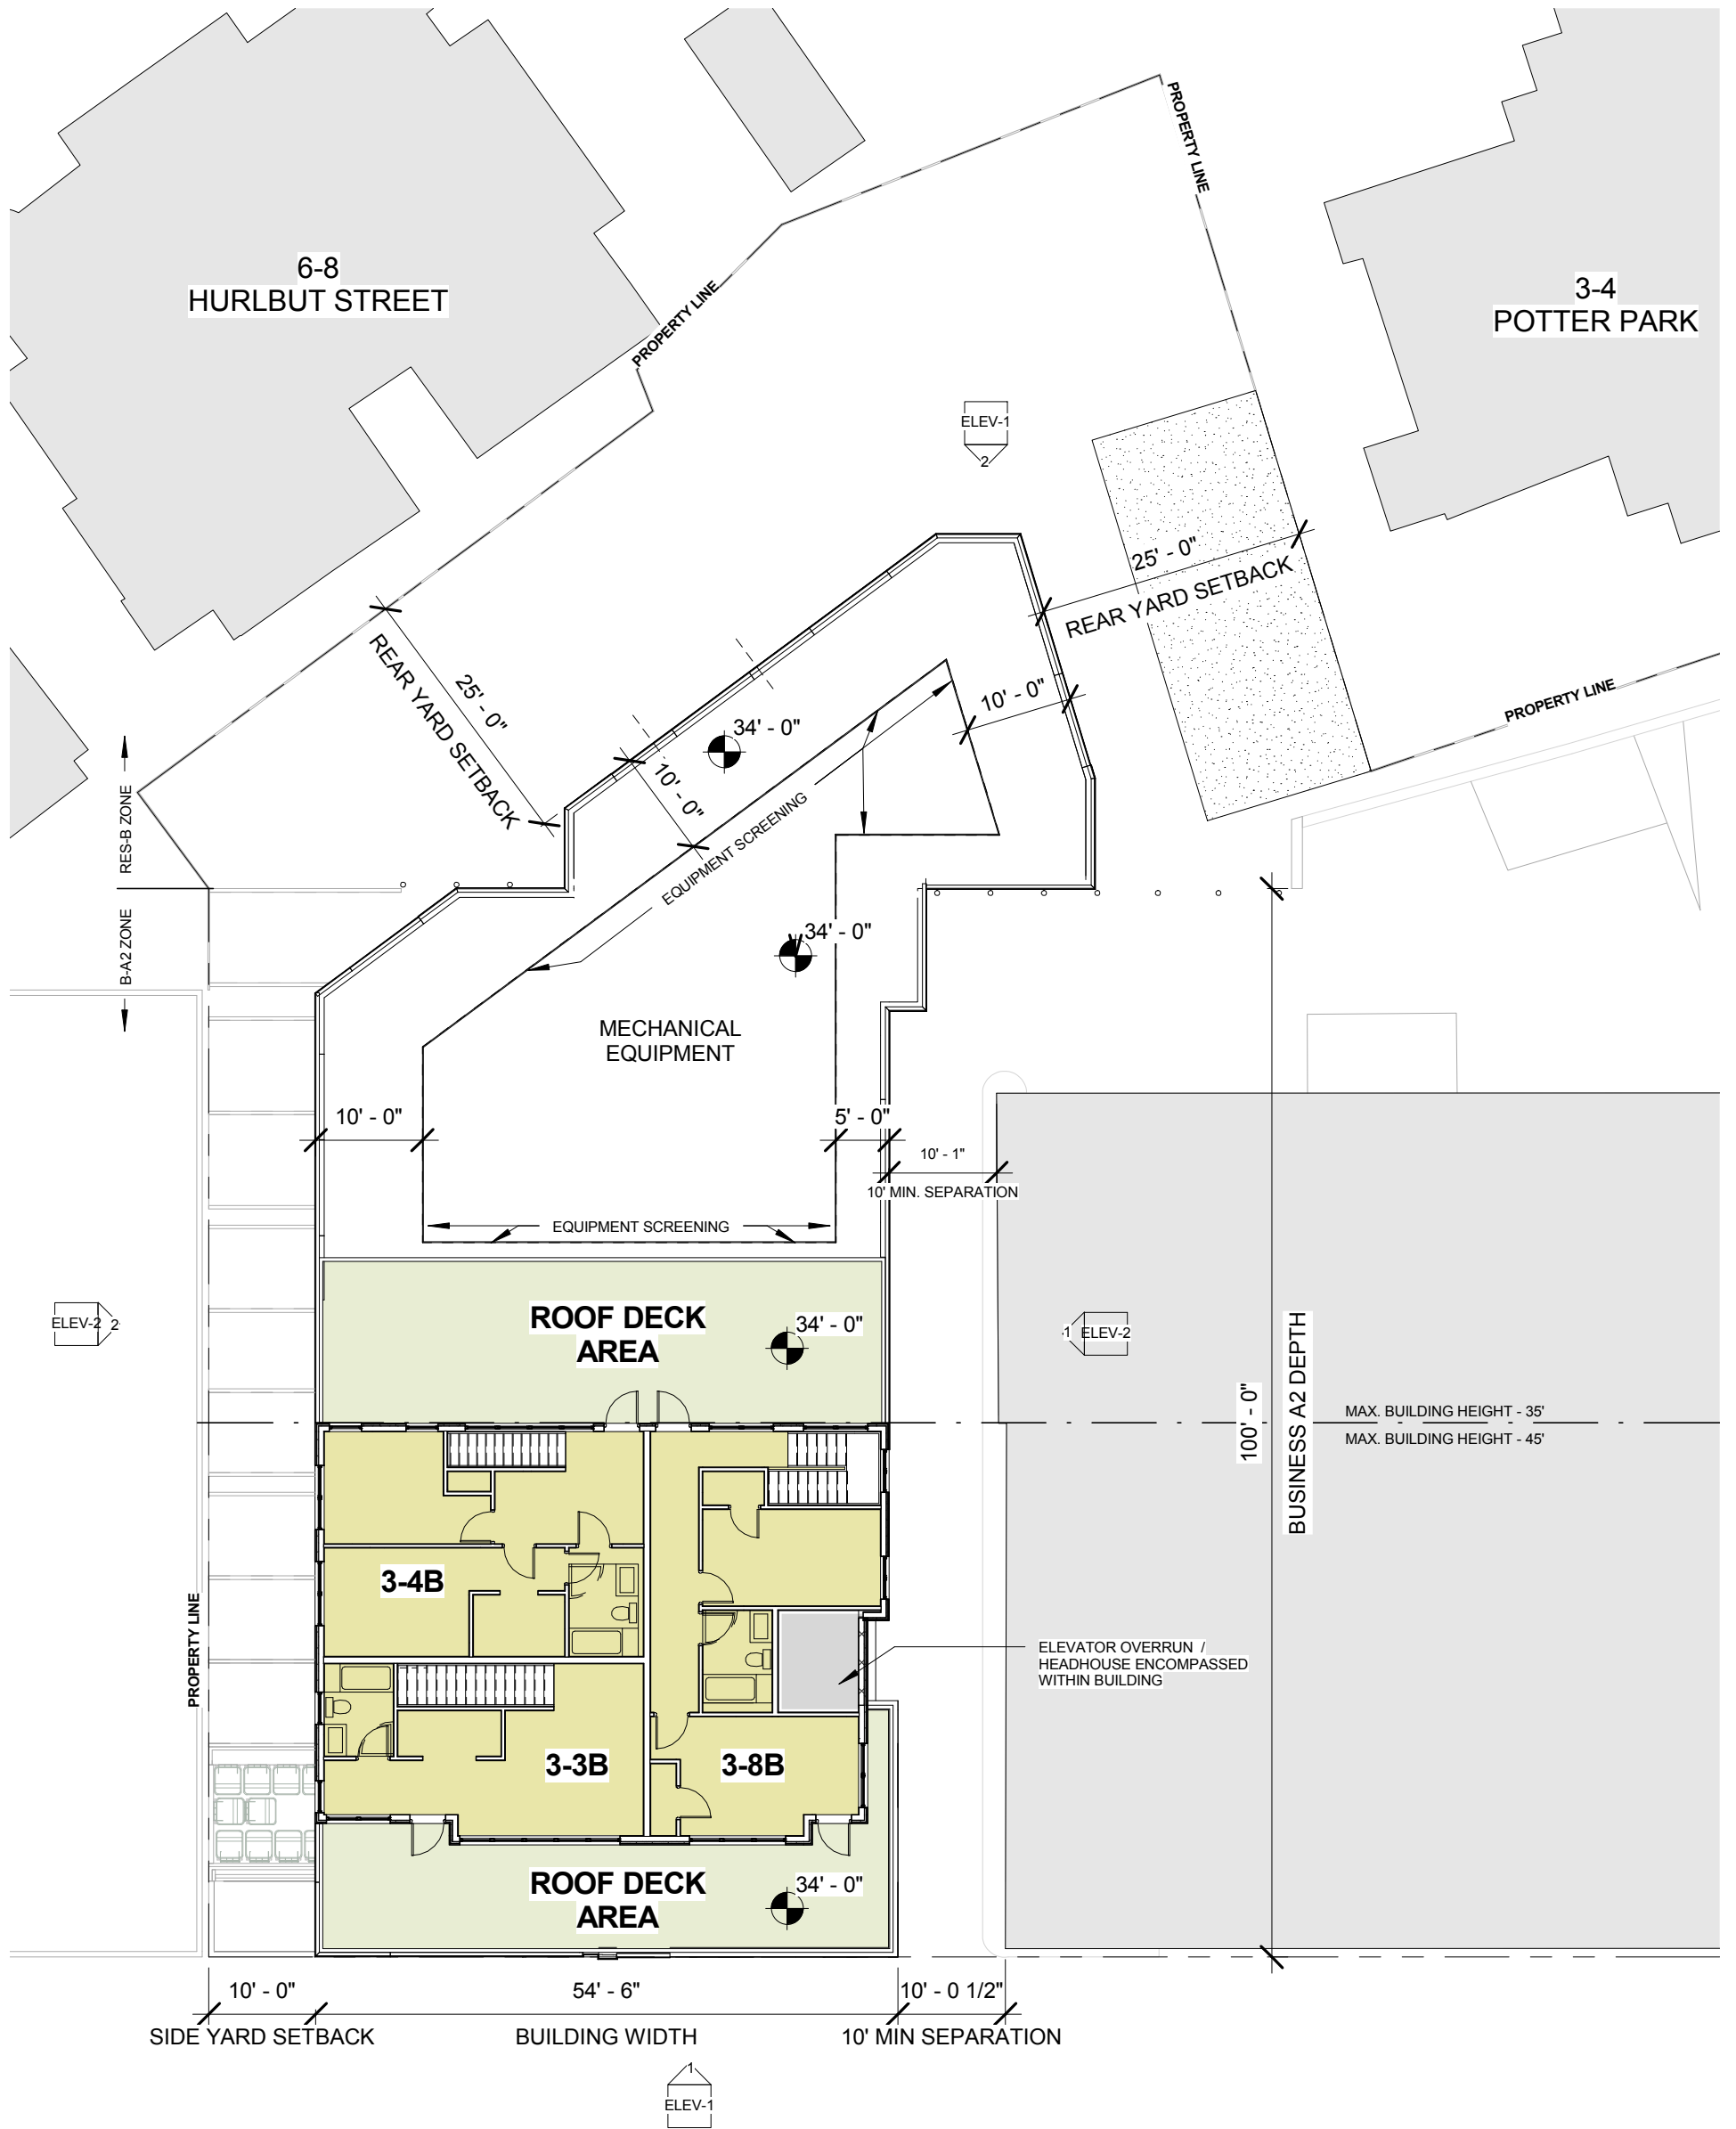 PROPERTY LINE
6-8
HURLBUT STREET
3-4
POTTER PARK
PROPERTY LINE
ELEV-1
2
25' - 0"
REAR YARD SETBACK
25' - 0"
REAR YARD SETBACK
10' - 0"
PROPERTY LINE
34' - 0"
10' - 0"
EQUIPMENT SCREENING
RES-B ZONE
B-A2 ZONE
34' - 0"
MECHANICAL
EQUIPMENT
10' - 0"
5' - 0"
10' - 1"
10' MIN. SEPARATION
EQUIPMENT SCREENING
ROOF DECK
AREA
34' - 0"
ELEV-2
2
1
ELEV-2
100' - 0"
BUSINESS A2 DEPTH
MAX. BUILDING HEIGHT - 35'
MAX. BUILDING HEIGHT - 45'
3-4B
PROPERTY LINE
ELEVATOR OVERRUN /
HEADHOUSE ENCOMPASSED
WITHIN BUILDING
3-3B
3-8B
ROOF DECK
AREA
34' - 0"
10' - 0"
54' - 6"
10' - 0 1/2"
SIDE YARD SETBACK
BUILDING WIDTH
10' MIN SEPARATION
1
ELEV-1